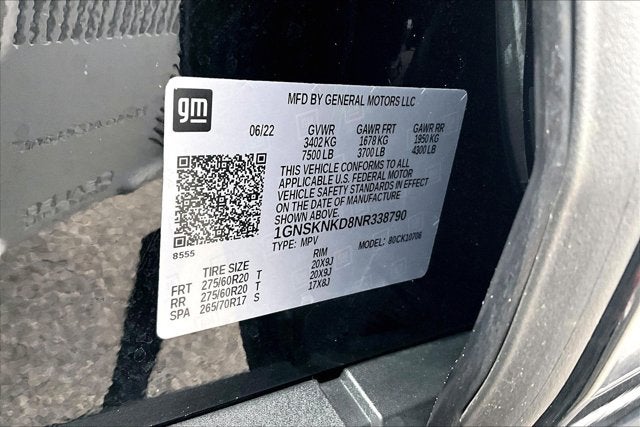 gm
MFD BY GENERAL MOTORS LLC
06/22 GVWR GAWR FRT GAWR RR
3402 KG 1678 KG 1950 KG
7500 LB 3700 LB 4300 LB
THIS VEHICLE CONFORMS TO ALL
APPLICABLE U.S. FEDERAL MOTOR
VEHICLE SAFETY STANDARDS IN EFFECT
ON THE DATE OF MANUFACTURE
SHOWN ABOVE.
1GNSKNKD8NR338790
8555 TYPE: MPV MODEL: 80CK10706
TIRE SIZE RIM
FRT 275/60R20 T 20X9J
RR 275/60R20 T 20X9J
SPA 265/70R17 S 17X8J